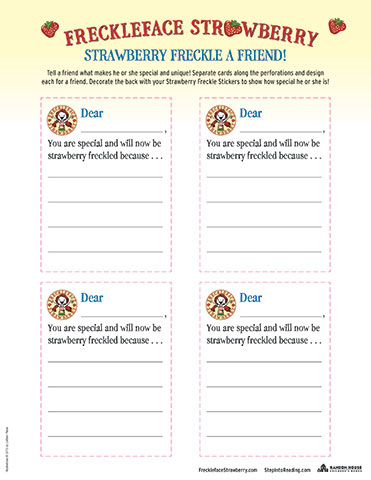 FRECKLEFACE STRAWBERRY
STRAWBERRY FRECKLE A FRIEND!
Tell a friend what makes he or she special and unique! Separate cards along the perforations and design
each for a friend. Decorate the back with your Strawberry Freckle Stickers to show how special he or she is!
Dear
,
You are special and will now be
strawberry freckled because . . .
Dear
,
You are special and will now be
strawberry freckled because . . .
Dear
,
You are special and will now be
strawberry freckled because . . .
Dear
,
You are special and will now be
strawberry freckled because . . .
FrecklefaceStrawberry.com StepIntoReading.com RANDOM HOUSE
CHILDREN'S BOOKS